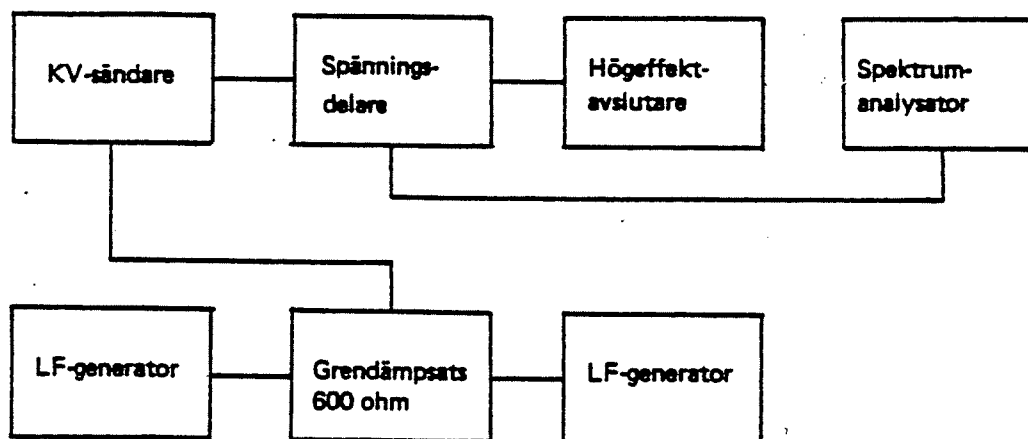 KV-sändare
Spännings-
delare
Högeffekt-
avslutare
Spektrum-
analysator
LF-generator
Grendämpsats
600 ohm
LF-generator